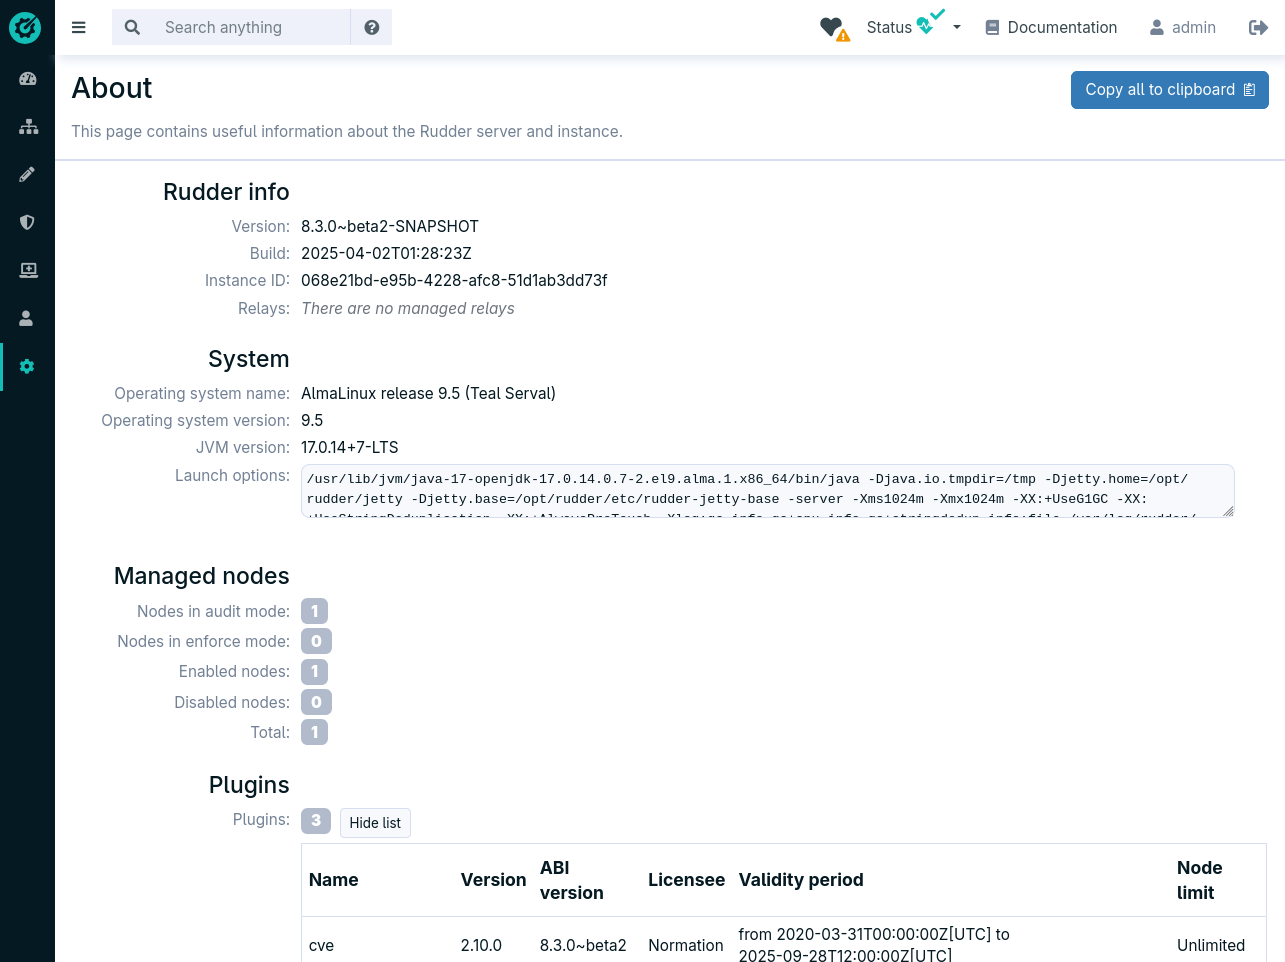 Search anything
Status
Documentation
admin
About
Copy all to clipboard
This page contains useful information about the Rudder server and instance.
Rudder info
Version: 8.3.0~beta2-SNAPSHOT
Build: 2025-04-02T01:28:23Z
Instance ID: 068e21bd-e95b-4228-afc8-51d1ab3dd73f
Relays: There are no managed relays
System
Operating system name: AlmaLinux release 9.5 (Teal Serval)
Operating system version: 9.5
JVM version: 17.0.14+7-LTS
Launch options: /usr/lib/jvm/java-17-openjdk-17.0.14.0.7-2.el9.alma.1.x86_64/bin/java -Djava.io.tmpdir=/tmp -Djetty.home=/opt/
rudder/jetty -Djetty.base=/opt/rudder/etc/rudder-jetty-base -server -Xms1024m -Xmx1024m -XX:+UseG1GC -XX:
Managed nodes
Nodes in audit mode: 1
Nodes in enforce mode: 0
Enabled nodes: 1
Disabled nodes: 0
Total: 1
Plugins
Plugins: 3 Hide list
Name Version ABI version Licensee Validity period Node limit
cve 2.10.0 8.3.0~beta2 Normation from 2020-03-31T00:00:00Z[UTC] to 2025-09-28T12:00:00Z[UTC] Unlimited